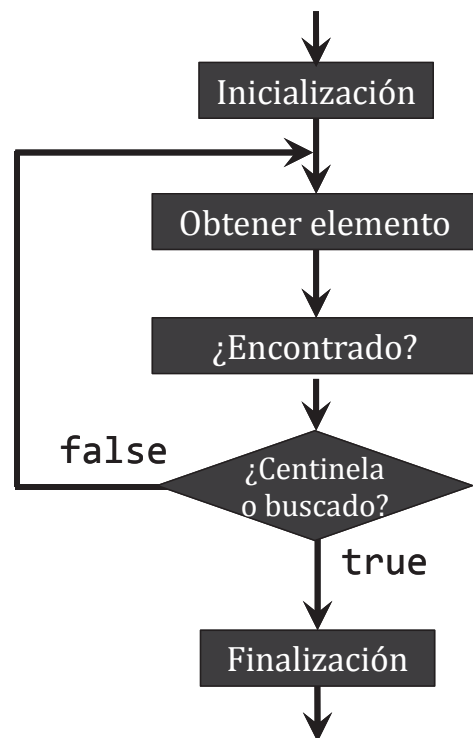 Inicialización
Obtener elemento
¿Encontrado?
false
¿Centinela
o buscado?
true
Finalización